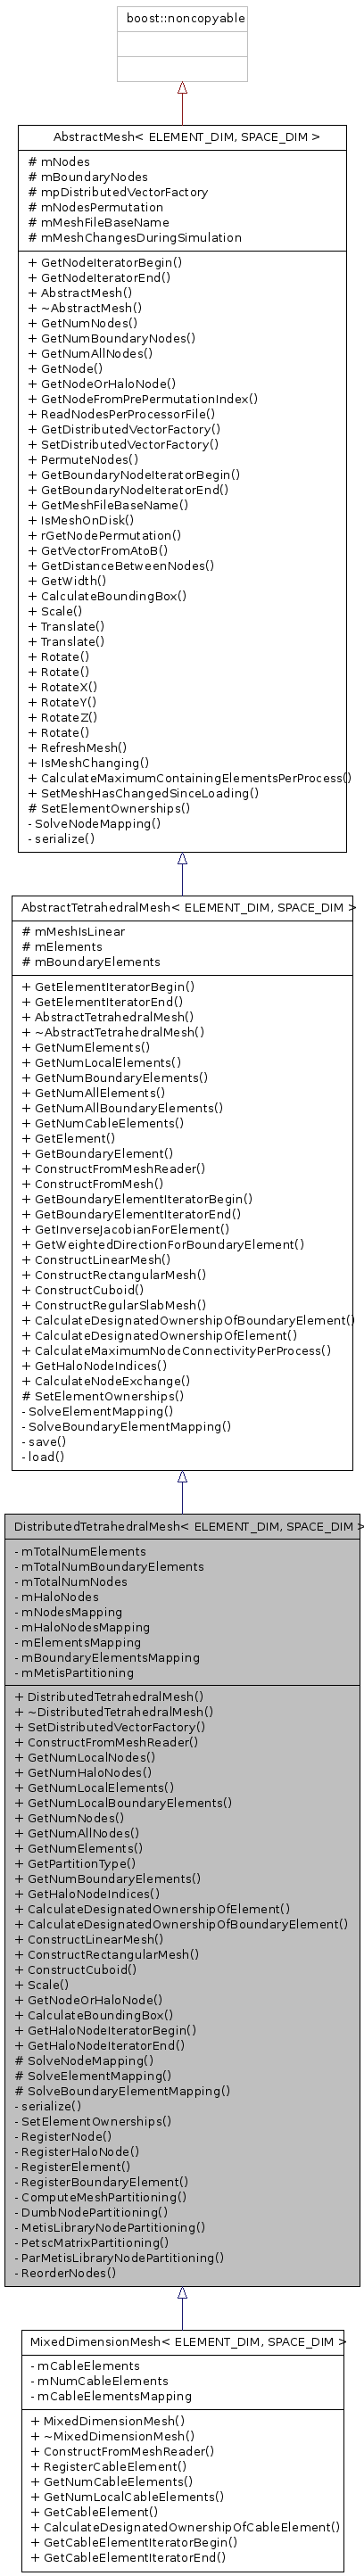 boost::noncopyable
AbstractMesh< ELEMENT_DIM, SPACE_DIM >
# mNodes
# mBoundaryNodes
# mpDistributedVectorFactory
# mNodesPermutation
# mMeshFileBaseName
# mMeshChangesDuringSimulation
+ GetNodeIteratorBegin()
+ GetNodeIteratorEnd()
+ AbstractMesh()
+ ~AbstractMesh()
+ GetNumNodes()
+ GetNumBoundaryNodes()
+ GetNumAllNodes()
+ GetNode()
+ GetNodeOrHaloNode()
+ GetNodeFromPrePermutationIndex()
+ ReadNodesPerProcessorFile()
+ GetDistributedVectorFactory()
+ SetDistributedVectorFactory()
+ PermuteNodes()
+ GetBoundaryNodeIteratorBegin()
+ GetBoundaryNodeIteratorEnd()
+ GetMeshFileBaseName()
+ IsMeshOnDisk()
+ rGetNodePermutation()
+ GetVectorFromAtoB()
+ GetDistanceBetweenNodes()
+ GetWidth()
+ CalculateBoundingBox()
+ Scale()
+ Translate()
+ Translate()
+ Rotate()
+ Rotate()
+ RotateX()
+ RotateY()
+ RotateZ()
+ Rotate()
+ RefreshMesh()
+ IsMeshChanging()
+ CalculateMaximumContainingElementsPerProcess()
+ SetMeshHasChangedSinceLoading()
# SetElementOwnerships()
- SolveNodeMapping()
- serialize()
AbstractTetrahedralMesh< ELEMENT_DIM, SPACE_DIM >
# mMeshIsLinear
# mElements
# mBoundaryElements
+ GetElementIteratorBegin()
+ GetElementIteratorEnd()
+ AbstractTetrahedralMesh()
+ ~AbstractTetrahedralMesh()
+ GetNumElements()
+ GetNumLocalElements()
+ GetNumBoundaryElements()
+ GetNumAllElements()
+ GetNumAllBoundaryElements()
+ GetNumCableElements()
+ GetElement()
+ GetBoundaryElement()
+ ConstructFromMeshReader()
+ ConstructFromMesh()
+ GetBoundaryElementIteratorBegin()
+ GetBoundaryElementIteratorEnd()
+ GetInverseJacobianForElement()
+ GetWeightedDirectionForBoundaryElement()
+ ConstructLinearMesh()
+ ConstructRectangularMesh()
+ ConstructCuboid()
+ ConstructRegularSlabMesh()
+ CalculateDesignatedOwnershipOfBoundaryElement()
+ CalculateDesignatedOwnershipOfElement()
+ CalculateMaximumNodeConnectivityPerProcess()
+ GetHaloNodeIndices()
+ CalculateNodeExchange()
# SetElementOwnerships()
- SolveElementMapping()
- SolveBoundaryElementMapping()
- save()
- load()
DistributedTetrahedralMesh< ELEMENT_DIM, SPACE_DIM >
- mTotalNumElements
- mTotalNumBoundaryElements
- mTotalNumNodes
- mHaloNodes
- mNodesMapping
- mHaloNodesMapping
- mElementsMapping
- mBoundaryElementsMapping
- mMetisPartitioning
+ DistributedTetrahedralMesh()
+ ~DistributedTetrahedralMesh()
+ SetDistributedVectorFactory()
+ ConstructFromMeshReader()
+ GetNumLocalNodes()
+ GetNumHaloNodes()
+ GetNumLocalElements()
+ GetNumLocalBoundaryElements()
+ GetNumNodes()
+ GetNumAllNodes()
+ GetNumElements()
+ GetPartitionType()
+ GetNumBoundaryElements()
+ GetHaloNodeIndices()
+ CalculateDesignatedOwnershipOfElement()
+ CalculateDesignatedOwnershipOfBoundaryElement()
+ ConstructLinearMesh()
+ ConstructRectangularMesh()
+ ConstructCuboid()
+ Scale()
+ GetNodeOrHaloNode()
+ CalculateBoundingBox()
+ GetHaloNodeIteratorBegin()
+ GetHaloNodeIteratorEnd()
# SolveNodeMapping()
# SolveElementMapping()
# SolveBoundaryElementMapping()
- serialize()
- SetElementOwnerships()
- RegisterNode()
- RegisterHaloNode()
- RegisterElement()
- RegisterBoundaryElement()
- ComputeMeshPartitioning()
- DumbNodePartitioning()
- MetisLibraryNodePartitioning()
- PetscMatrixPartitioning()
- ParMetisLibraryNodePartitioning()
- ReorderNodes()
MixedDimensionMesh< ELEMENT_DIM, SPACE_DIM >
- mCableElements
- mNumCableElements
- mCableElementsMapping
+ MixedDimensionMesh()
+ ~MixedDimensionMesh()
+ ConstructFromMeshReader()
+ RegisterCableElement()
+ GetNumCableElements()
+ GetNumLocalCableElements()
+ GetCableElement()
+ CalculateDesignatedOwnershipOfCableElement()
+ GetCableElementIteratorBegin()
+ GetCableElementIteratorEnd()